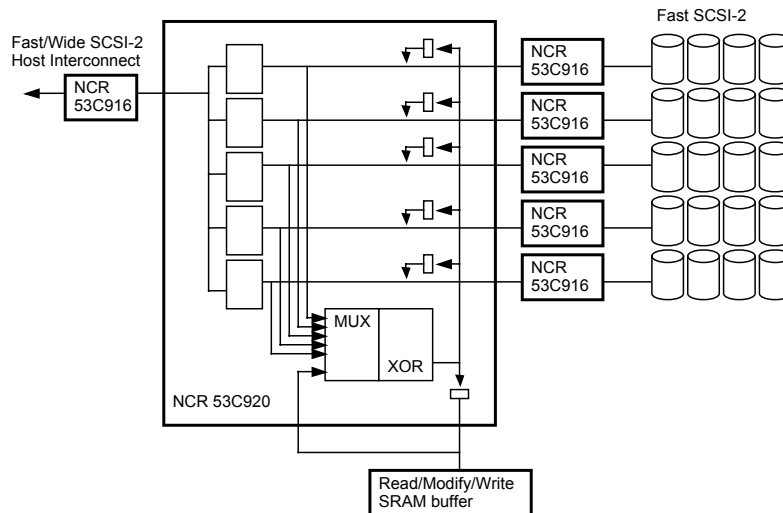 Fast SCSI-2
Fast/Wide SCSI-2
Host Interconnect
NCR
53C916
NCR
53C916
NCR
53C916
NCR
53C916
NCR
53C916
NCR
53C916
MUX
XOR
NCR 53C920
Read/Modify/Write
SRAM buffer